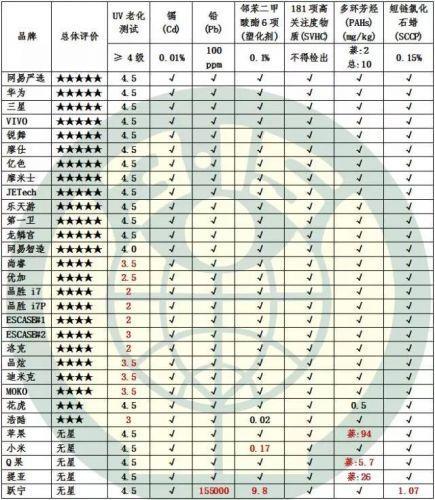 品牌 总体评价 UV 老化测试 镉(Cd) 铅(Pb) 邻苯二甲酸酯 6 项(塑化剂) 181 项高关注度物质(SVHC) 多环芳烃(PAHs)(mg/kg) 短链氯化石蜡(SCCP)
≥ 4 级 0.01% 100 ppm 0.1% 不得检出 萘:2 总:10 0.15%
网易严选 ★★★★★ 4.5 √ √ √ √ √ √
华为 ★★★★★ 4.5 √ √ √ √ √ √
三星 ★★★★★ 4.5 √ √ √ √ √ √
VIVO ★★★★★ 4.5 √ √ √ √ √ √
锐舞 ★★★★★ 4.5 √ √ √ √ √ √
摩仕 ★★★★★ 4.5 √ √ √ √ √ √
亿色 ★★★★★ 4.5 √ √ √ √ √ √
摩米士 ★★★★★ 4.5 √ √ √ √ √ √
JETech ★★★★★ 4.5 √ √ √ √ √ √
乐天游 ★★★★★ 4.5 √ √ √ √ √ √
第一卫 ★★★★★ 4.5 √ √ √ √ √ √
龙鳞宫 ★★★★★ 4.5 √ √ √ √ √ √
网易智造 ★★★★★ 4.0 √ √ √ √ √ √
尚睿 ★★★★ 3.5 √ √ √ √ √ √
优加 ★★★★ 2.5 √ √ √ √ √ √
晶胜 i7 ★★★★ 2 √ √ √ √ √ √
晶胜 i7P ★★★★ 2 √ √ √ √ √ √
ESCASE#1 ★★★★ 2 √ √ √ √ √ √
ESCASE#2 ★★★★ 3 √ √ √ √ √ √
洛克 ★★★★ 2 √ √ √ √ √ √
品炫 ★★★★ 3.5 √ √ √ √ √ √
迪米克 ★★★★ 3.5 √ √ √ √ √ √
MOKO ★★★★ 3.5 √ √ √ √ √ √
花虎 ★★★ 4.5 √ √ √ √ 0.5 √
浩酷 ★★★ 3 √ √ 0.02 √ √ √
苹果 无星 4.5 √ √ √ √ 萘:94 √
小米 无星 4.5 √ √ 0.17 √ √ √
Q 果 无星 4.5 √ √ √ √ 萘:5.7 √
提亚 无星 4.5 √ √ √ √ 萘:26 √
跃宁 无星 4.5 √ 155000 9.8 √ √ 1.07